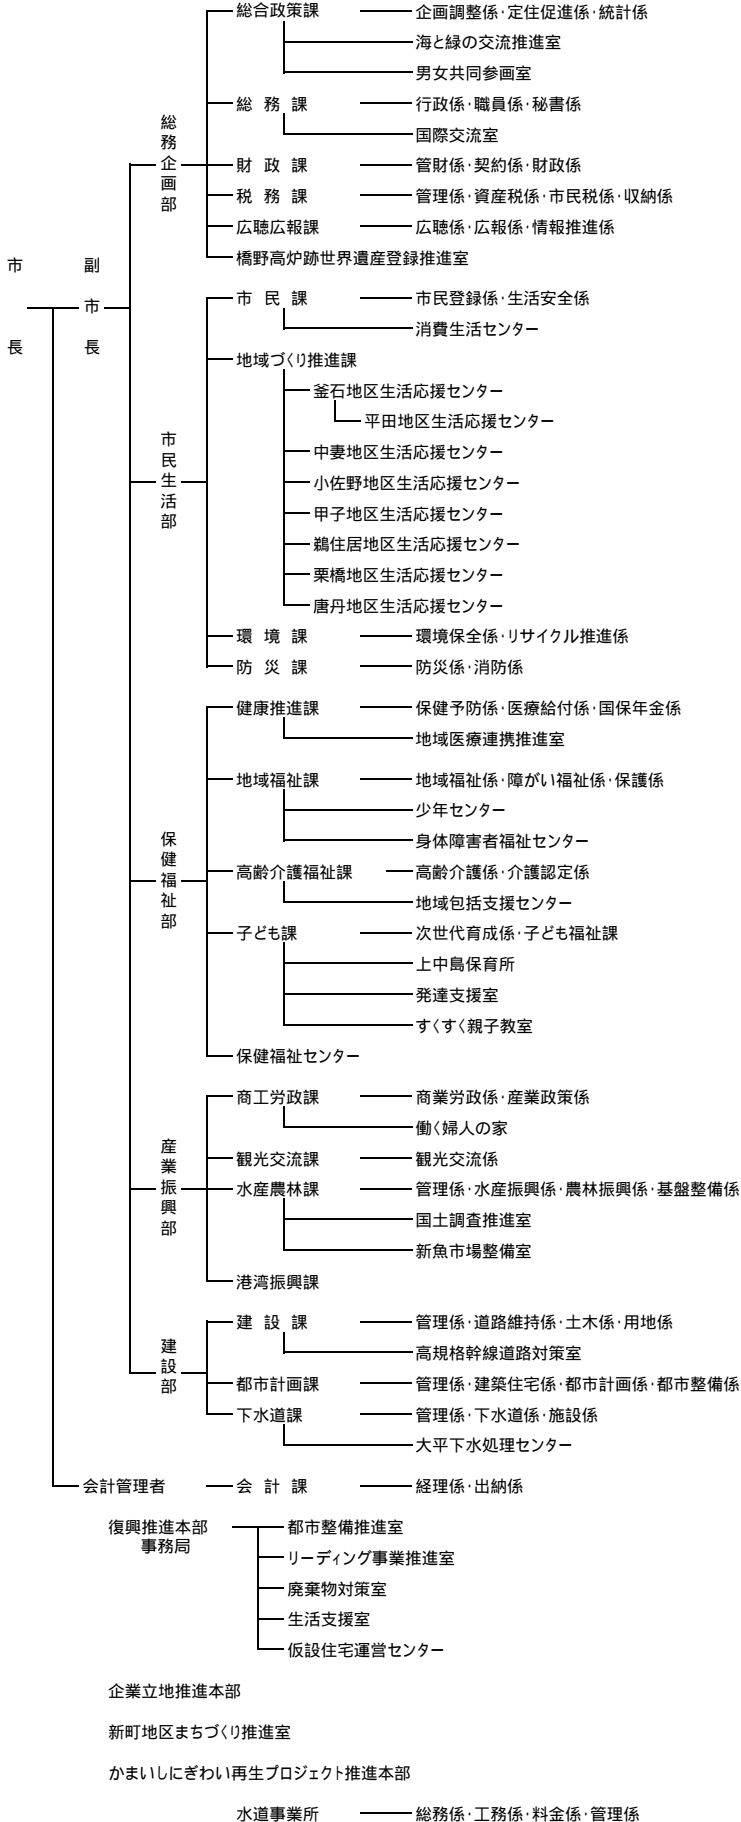 総合政策課 企画調整係・定住促進係・統計係
海と緑の交流推進室
男女共同参画室
総務課 行政係・職員係・秘書係
国際交流室
総務企画部
財政課 管財係・契約係・財政係
税務課 管理係・資産税係・市民税係・収納係
広聴広報課 広聴係・広報係・情報推進係
橋野高炉跡世界遺産登録推進室
市長
副市長
市民課 市民登録係・生活安全係
消費生活センター
地域づくり推進課
釜石地区生活応援センター
平田地区生活応援センター
中妻地区生活応援センター
市民生活部
小佐野地区生活応援センター
甲子地区生活応援センター
鵜住居地区生活応援センター
栗橋地区生活応援センター
唐丹地区生活応援センター
環境課 環境保全係・リサイクル推進係
防災課 防災係・消防係
健康推進課 保健予防係・医療給付係・国保年金係
地域医療連携推進室
地域福祉課 地域福祉係・障がい福祉係・保護係
少年センター
身体障害者福祉センター
保健福祉部
高齢介護福祉課 高齢介護係・介護認定係
地域包括支援センター
子ども課 次世代育成係・子ども福祉課
上中島保育所
発達支援室
すくすく親子教室
保健福祉センター
商工労政課 商業労政係・産業政策係
働く婦人の家
産業振興部
観光交流課 観光交流係
水産農林課 管理係・水産振興係・農林振興係・基盤整備係
国土調査推進室
新魚市場整備室
港湾振興課
建設課 管理係・道路維持係・土木係・用地係
高規格幹線道路対策室
建設部
都市計画課 管理係・建築住宅係・都市計画係・都市整備係
下水道課 管理係・下水道係・施設係
大平下水処理センター
会計管理者 会計課 経理係・出納係
復興推進本部 都市整備推進室
事務局
リーディング事業推進室
廃棄物対策室
生活支援室
仮設住宅運営センター
企業立地推進本部
新町地区まちづくり推進室
かまいしにぎわい再生プロジェクト推進本部
水道事業所 総務係・工務係・料金係・管理係